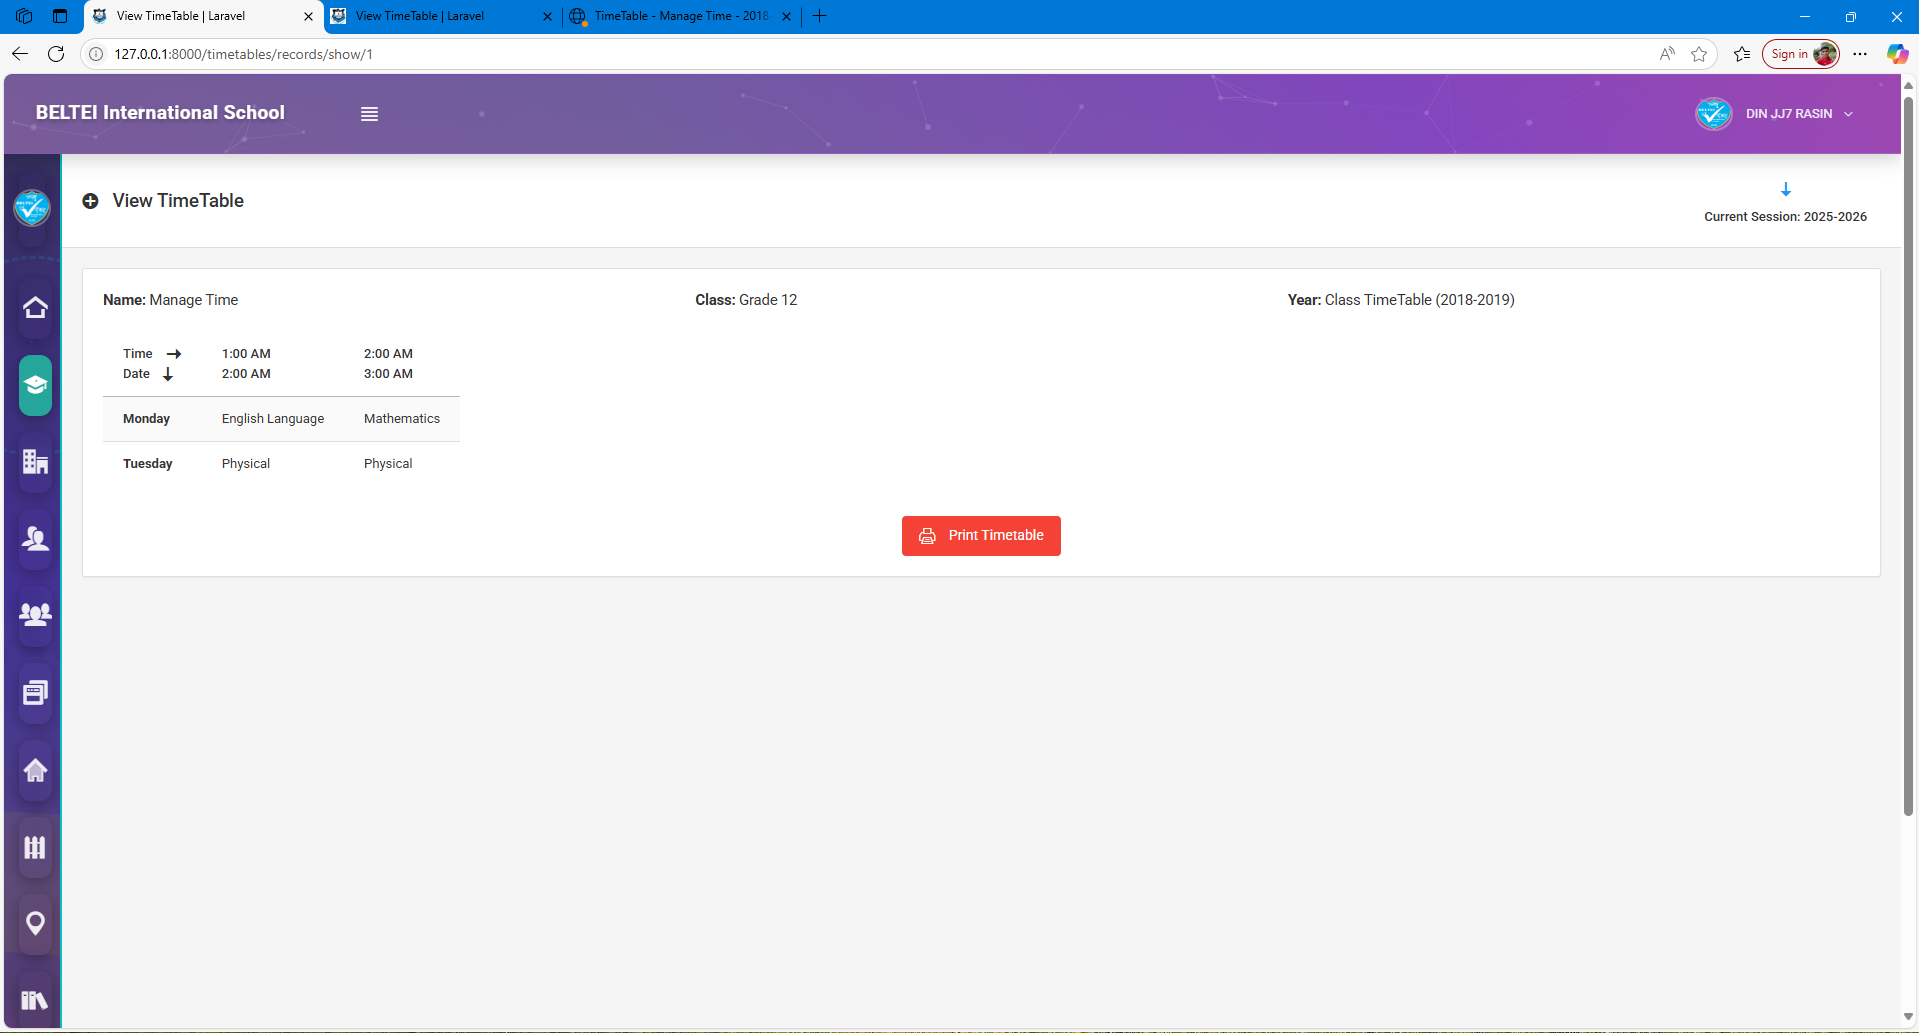 View TimeTable | Laravel
View TimeTable | Laravel
TimeTable - Manage Time - 2018-
127.0.0.1:8000/timetables/records/show/1
Sign in
BELTEI International School
DIN JJ7 RASIN
View TimeTable
Current Session: 2025-2026
Name: Manage Time
Class: Grade 12
Year: Class TimeTable (2018-2019)
Time 1:00 AM 2:00 AM
Date 2:00 AM 3:00 AM
Monday English Language Mathematics
Tuesday Physical Physical
Print Timetable